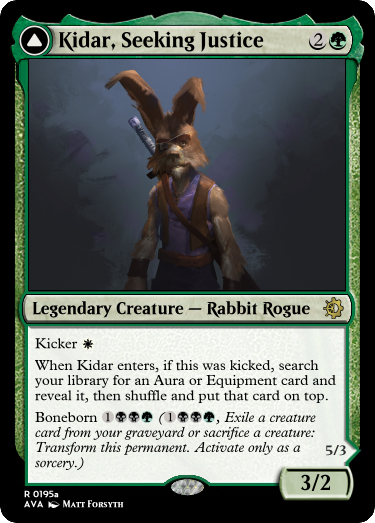 Kidar, Seeking Justice 2
Legendary Creature — Rabbit Rogue
Kicker
When Kidar enters, if this was kicked, search
your library for an Aura or Equipment card and
reveal it, then shuffle and put that card on top.
Boneborn 1 (1, Exile a creature
card from your graveyard or sacrifice a creature:
Transform this permanent. Activate only as a
sorcery.)
5/3
3/2
R 0195a
AVA Matt Forsyth